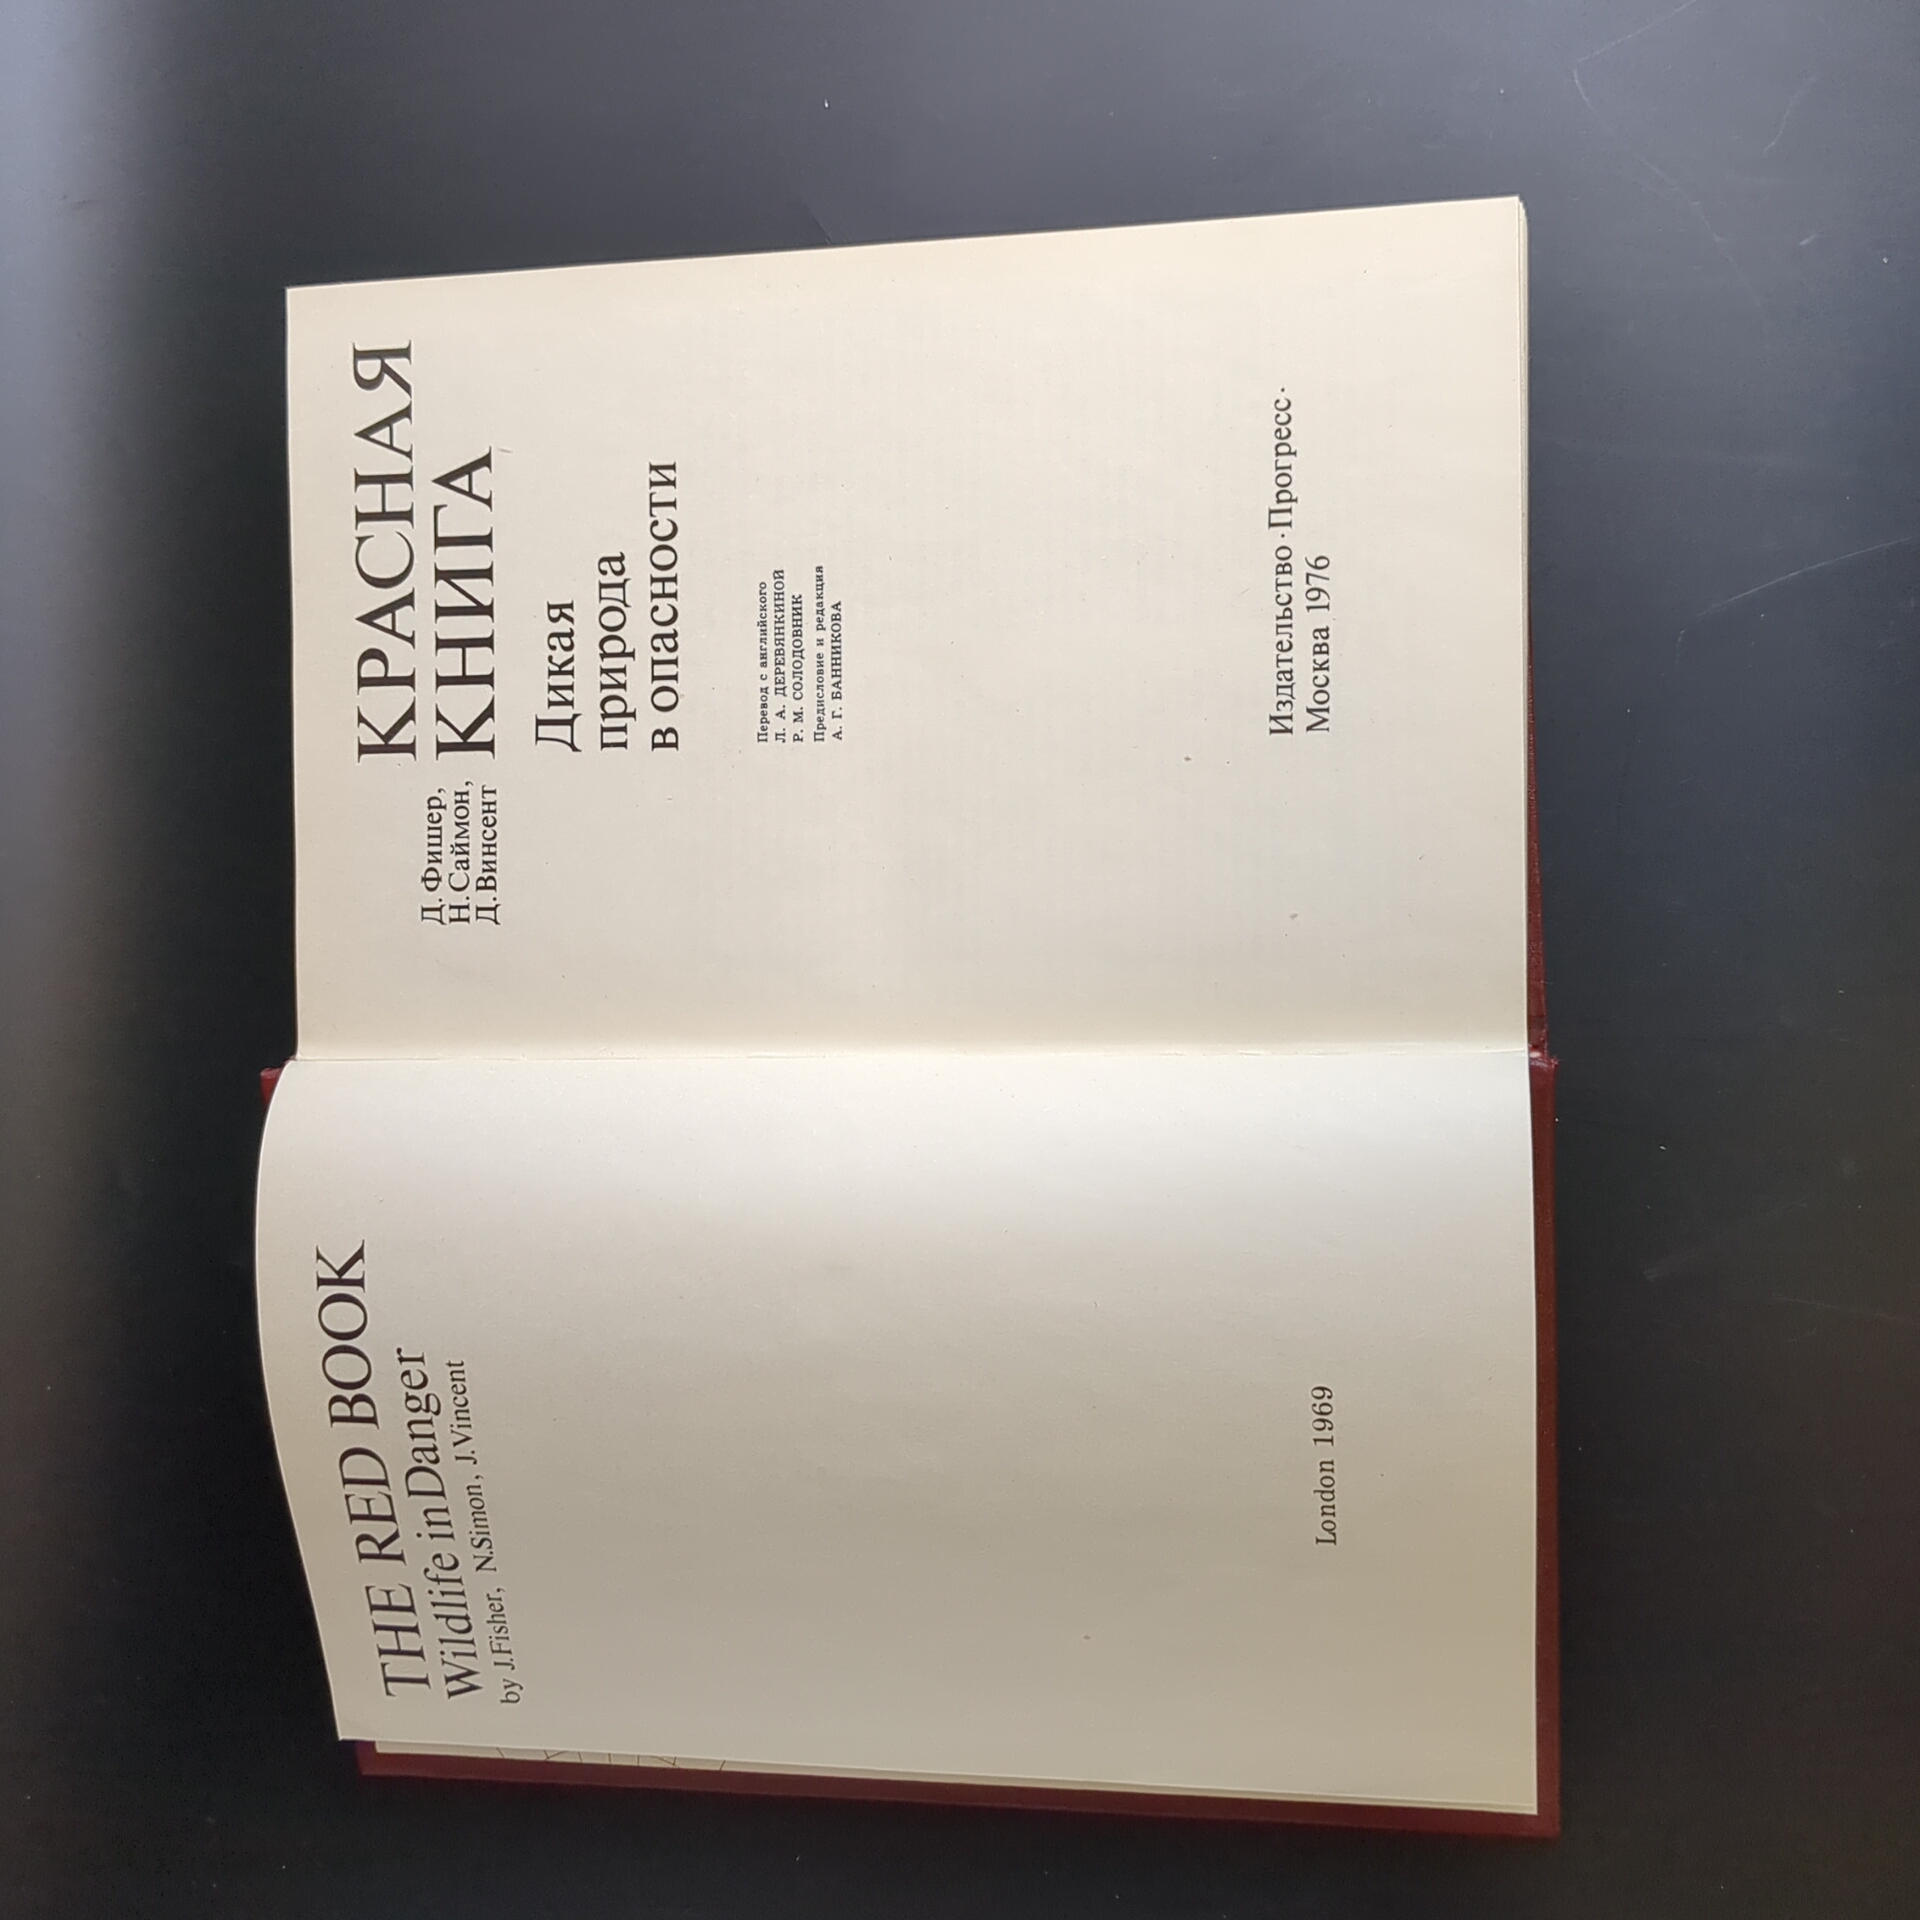 THE RED BOOK
Wildlife in Danger
by J.Fisher, N.Simon, J.Vincent
London 1969
Д. Фишер,
Н. Саймон,
Д. Винсент
КРАСНАЯ
КНИГА
Дикая
природа
в опасности
Перевод с английского
Л. А. ДЕРЕВЯНКИНОЙ
Р. М. СОЛОДОВНИК
Предисловие и редакция
А. Г. БАННИКОВА
Издательство · Прогресс ·
Москва 1976